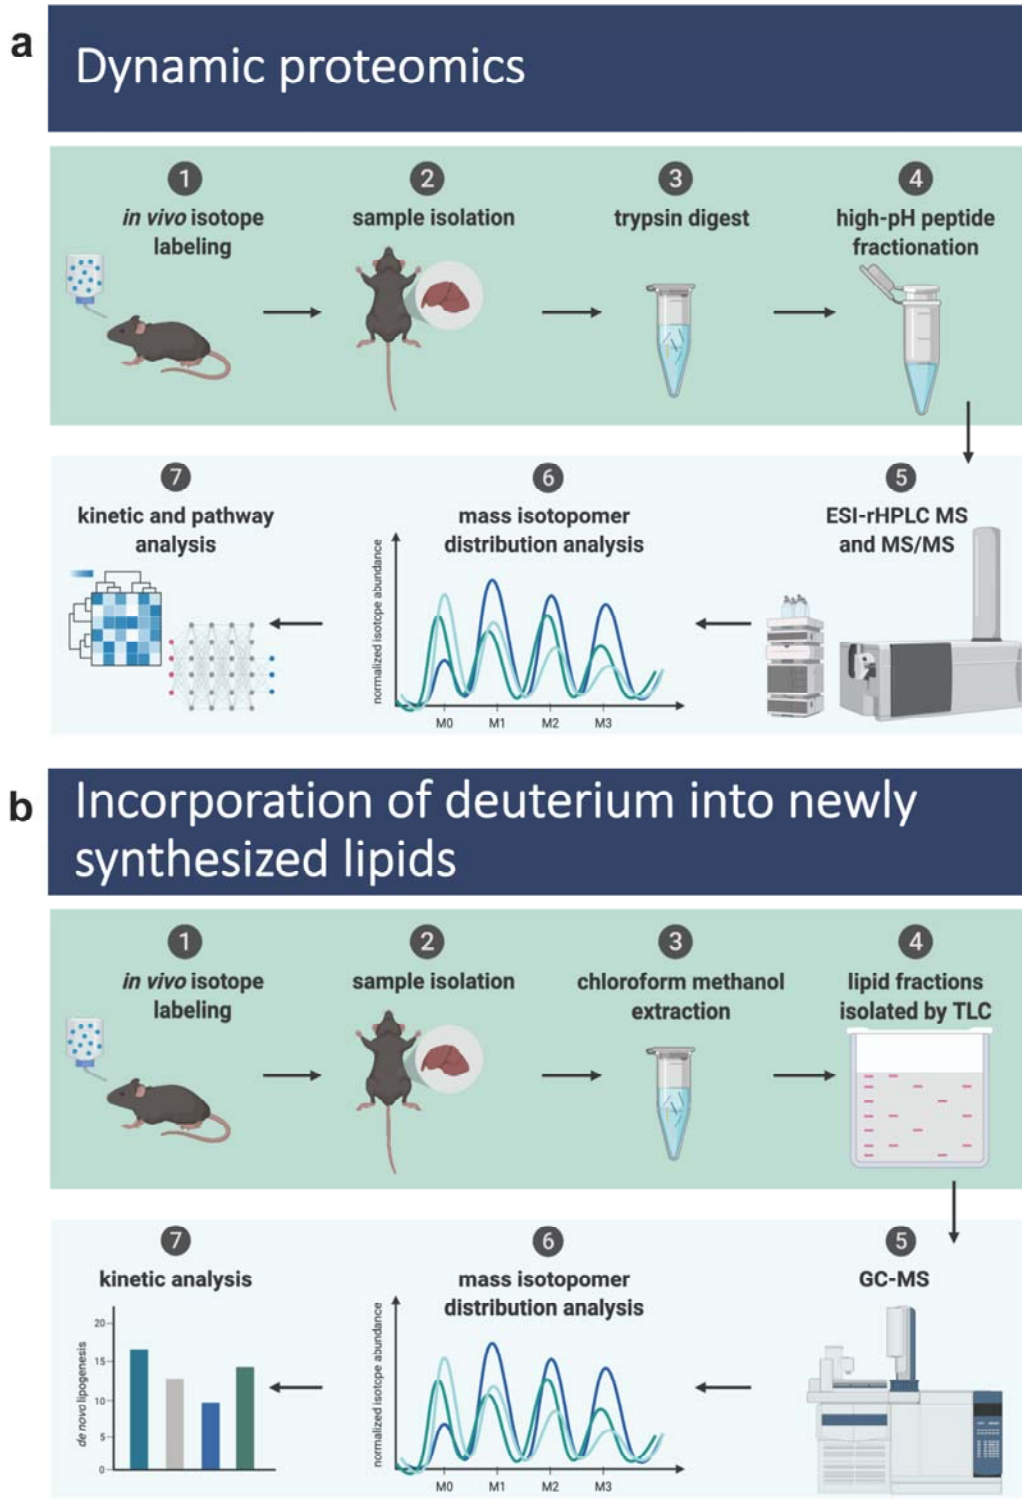 a
Dynamic proteomics
1
in vivo isotope
labeling
2
sample isolation
3
trypsin digest
4
high-pH peptide
fractionation
7
kinetic and pathway
analysis
6
mass isotopomer
distribution analysis
normalized isotope abundance
M0 M1 M2 M3
5
ESI-rHPLC MS
and MS/MS
b
Incorporation of deuterium into newly
synthesized lipids
1
in vivo isotope
labeling
2
sample isolation
3
chloroform methanol
extraction
4
lipid fractions
isolated by TLC
7
kinetic analysis
de novo lipogenesis
20
15
10
5
0
6
mass isotopomer
distribution analysis
normalized isotope abundance
M0 M1 M2 M3
5
GC-MS